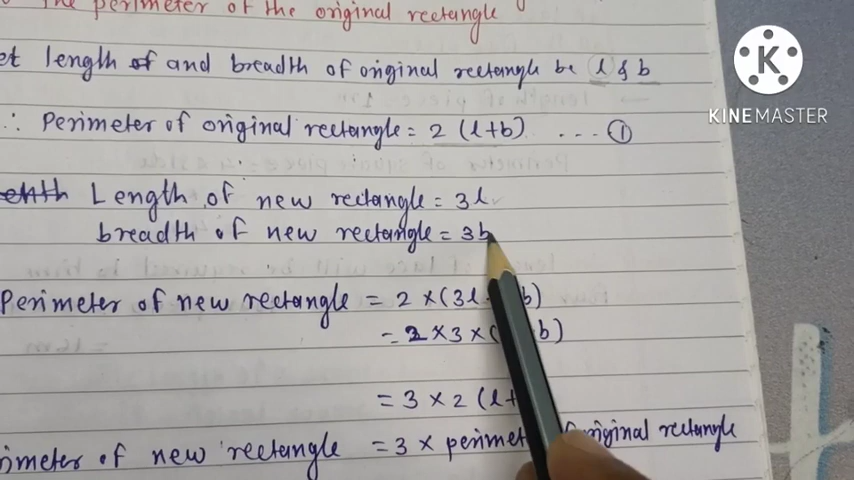 The perimeter of the original rectangle
et length of and breadth of original rectangle be l & b
∴ Perimeter of original rectangle = 2 (l+b) ---- ①
Length of new rectangle = 3l
breadth of new rectangle = 3b
Perimeter of new rectangle = 2 × (3l b)
= 2 × 3 × ( b)
= 3 × 2 (l+
rimeter of new rectangle = 3 × perimet of original rectangle
K
KINEMASTER